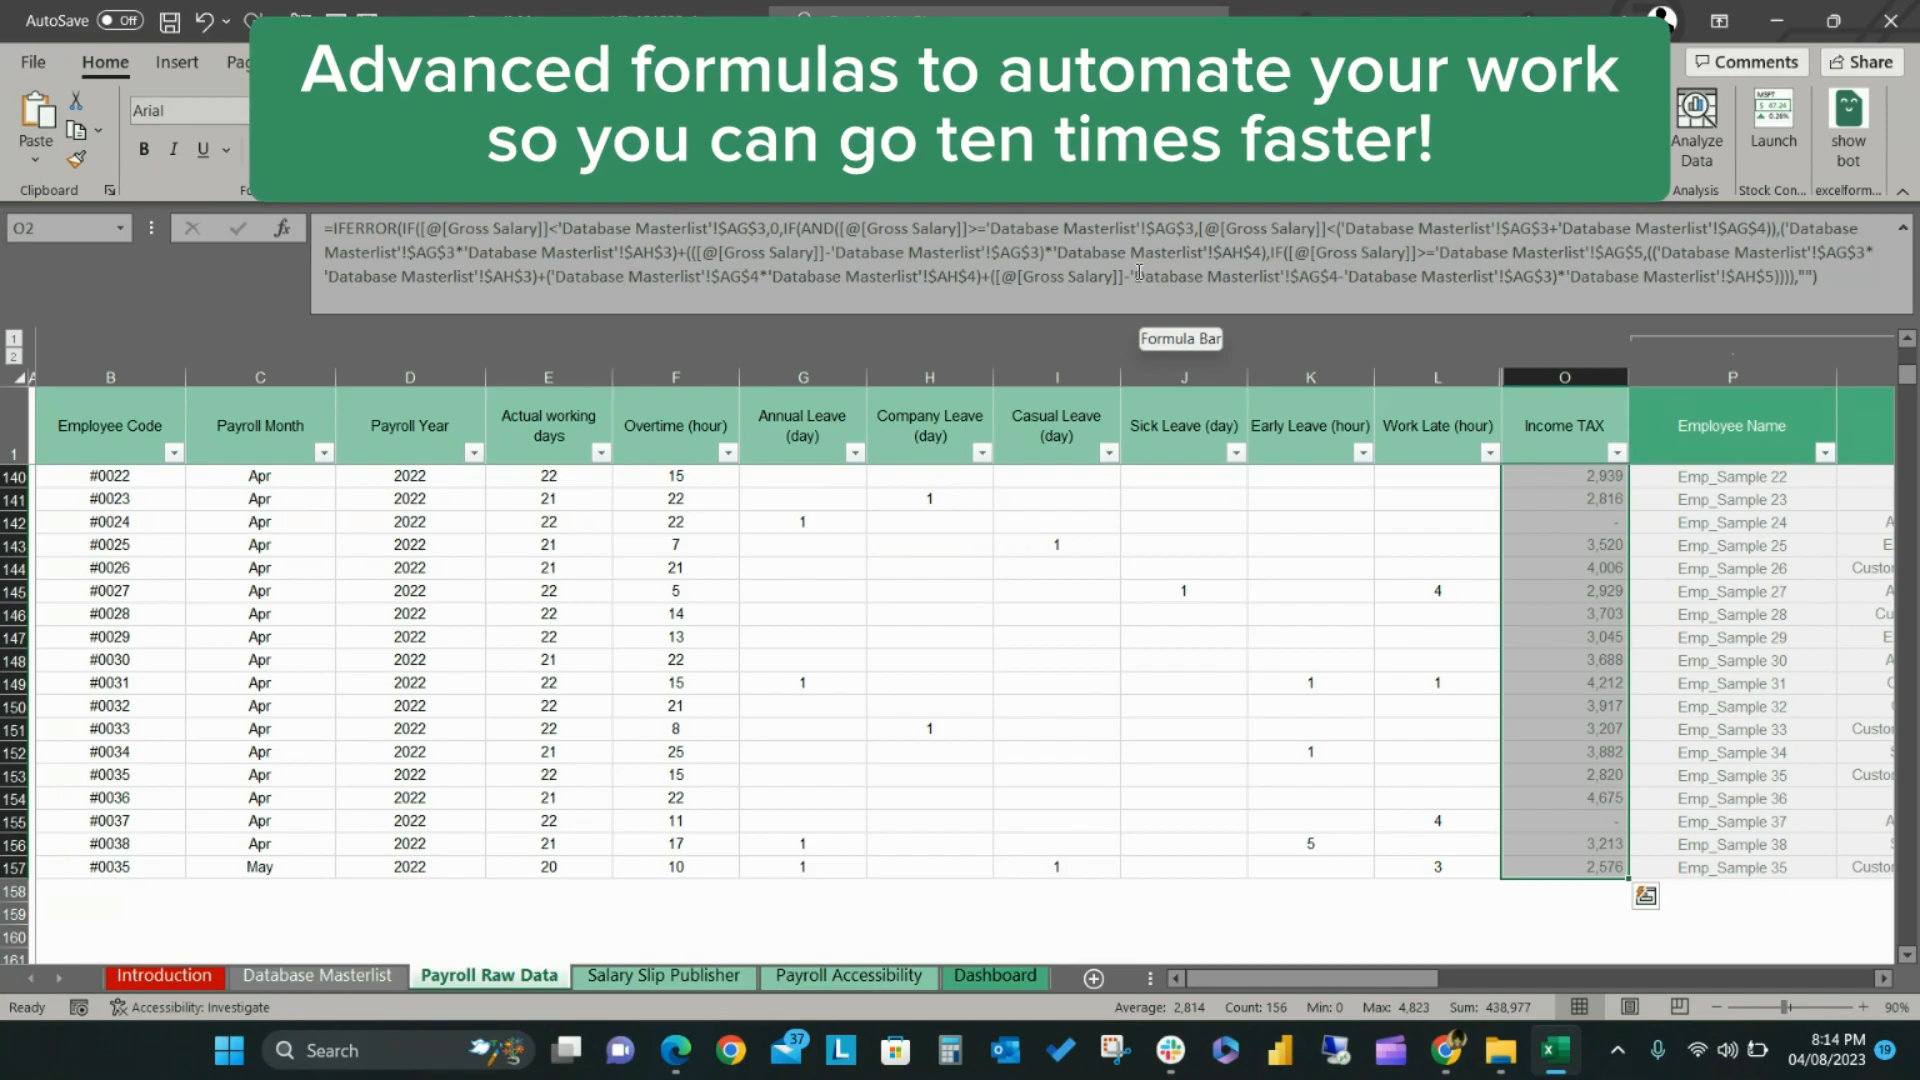 AutoSave Off
Advanced formulas to automate your work
so you can go ten times faster!
File Home Insert
Comments Share
Paste
Arial
B I U
Analyze
Data
Launch
show
bot
Clipboard
Analysis Stock Con... excelform...
O2
=IFERROR(IF([@[Gross Salary]]<'Database Masterlist'!$AG$3,0,IF(AND([@[Gross Salary]]>='Database Masterlist'!$AG$3,[@[Gross Salary]]<('Database Masterlist'!$AG$3+'Database Masterlist'!$AG$4)),('Database
Masterlist'!$AG$3*'Database Masterlist'!$AH$3)+(([@[Gross Salary]]-'Database Masterlist'!$AG$3)*'Database Masterlist'!$AH$4),IF([@[Gross Salary]]>='Database Masterlist'!$AG$5,(('Database Masterlist'!$AG$3*
'Database Masterlist'!$AH$3)+('Database Masterlist'!$AG$4*'Database Masterlist'!$AH$4)+([@[Gross Salary]]-'Database Masterlist'!$AG$4-'Database Masterlist'!$AG$3)*'Database Masterlist'!$AH$5)))),"")
Formula Bar
1
2
B C D E F G H I J K L O P
1 Employee Code Payroll Month Payroll Year Actual working days Overtime (hour) Annual Leave (day) Company Leave (day) Casual Leave (day) Sick Leave (day) Early Leave (hour) Work Late (hour) Income TAX Employee Name
140 #0022 Apr 2022 22 15 2,939 Emp_Sample 22
141 #0023 Apr 2022 21 22 1 2,816 Emp_Sample 23
142 #0024 Apr 2022 22 22 1 - Emp_Sample 24 A
143 #0025 Apr 2022 21 7 1 3,520 Emp_Sample 25 E
144 #0026 Apr 2022 21 21 4,006 Emp_Sample 26 Custo
145 #0027 Apr 2022 22 5 1 4 2,929 Emp_Sample 27 A
146 #0028 Apr 2022 22 14 3,703 Emp_Sample 28 Cu
147 #0029 Apr 2022 22 13 3,045 Emp_Sample 29 E
148 #0030 Apr 2022 21 22 3,688 Emp_Sample 30 A
149 #0031 Apr 2022 22 15 1 1 1 4,212 Emp_Sample 31
150 #0032 Apr 2022 22 21 3,917 Emp_Sample 32
151 #0033 Apr 2022 22 8 1 3,207 Emp_Sample 33 Custo
152 #0034 Apr 2022 21 25 1 3,882 Emp_Sample 34
153 #0035 Apr 2022 22 15 2,820 Emp_Sample 35 Custo
154 #0036 Apr 2022 21 22 4,675 Emp_Sample 36
155 #0037 Apr 2022 22 11 4 - Emp_Sample 37 A
156 #0038 Apr 2022 21 17 1 5 3,213 Emp_Sample 38
157 #0035 May 2022 20 10 1 1 3 2,576 Emp_Sample 35 Custo
158
159
160
161
Introduction Database Masterlist Payroll Raw Data Salary Slip Publisher Payroll Accessibility Dashboard
Ready Accessibility: Investigate Average: 2,814 Count: 156 Min: 0 Max: 4,823 Sum: 438,977 90%
Search 37
8:14 PM
04/08/2023 19